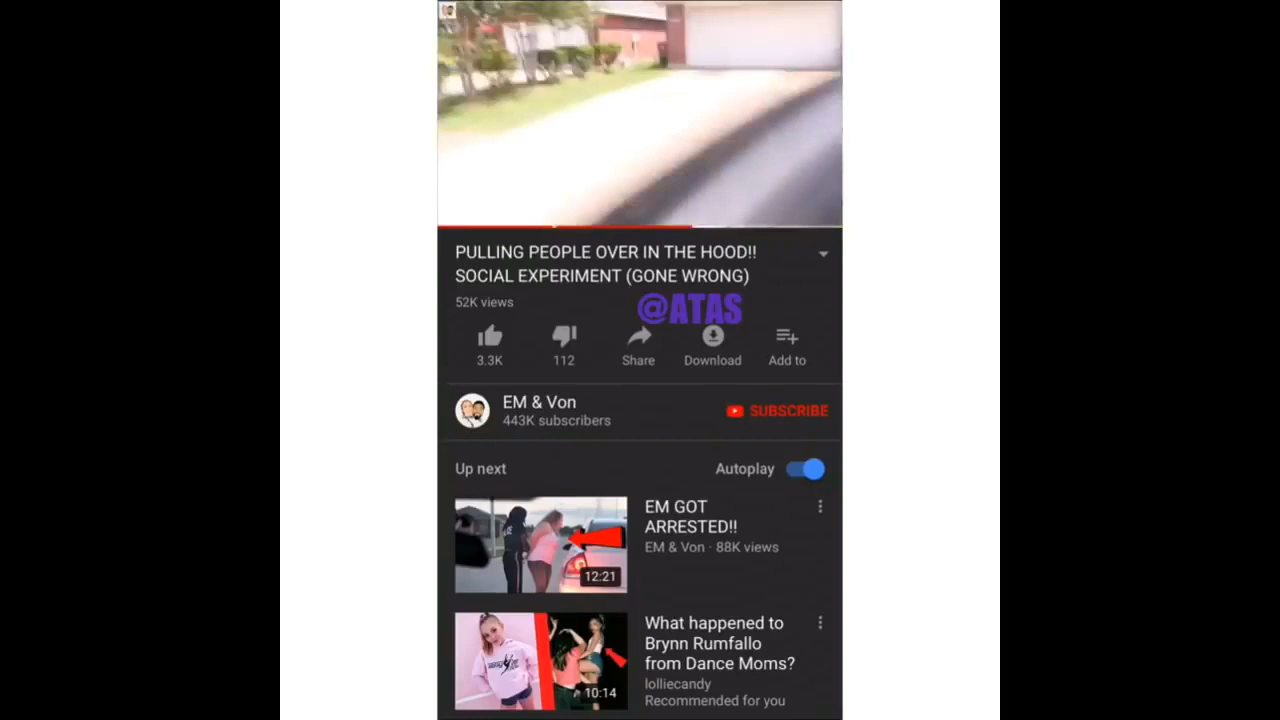 PULLING PEOPLE OVER IN THE HOOD!!
SOCIAL EXPERIMENT (GONE WRONG)
52K views
@ATAS
3.3K
112
Share
Download
Add to
EM & Von
443K subscribers
SUBSCRIBE
Up next
Autoplay
EM GOT
ARRESTED!!
EM & Von · 88K views
12:21
What happened to
Brynn Rumfallo
from Dance Moms?
lolliecandy
Recommended for you
10:14